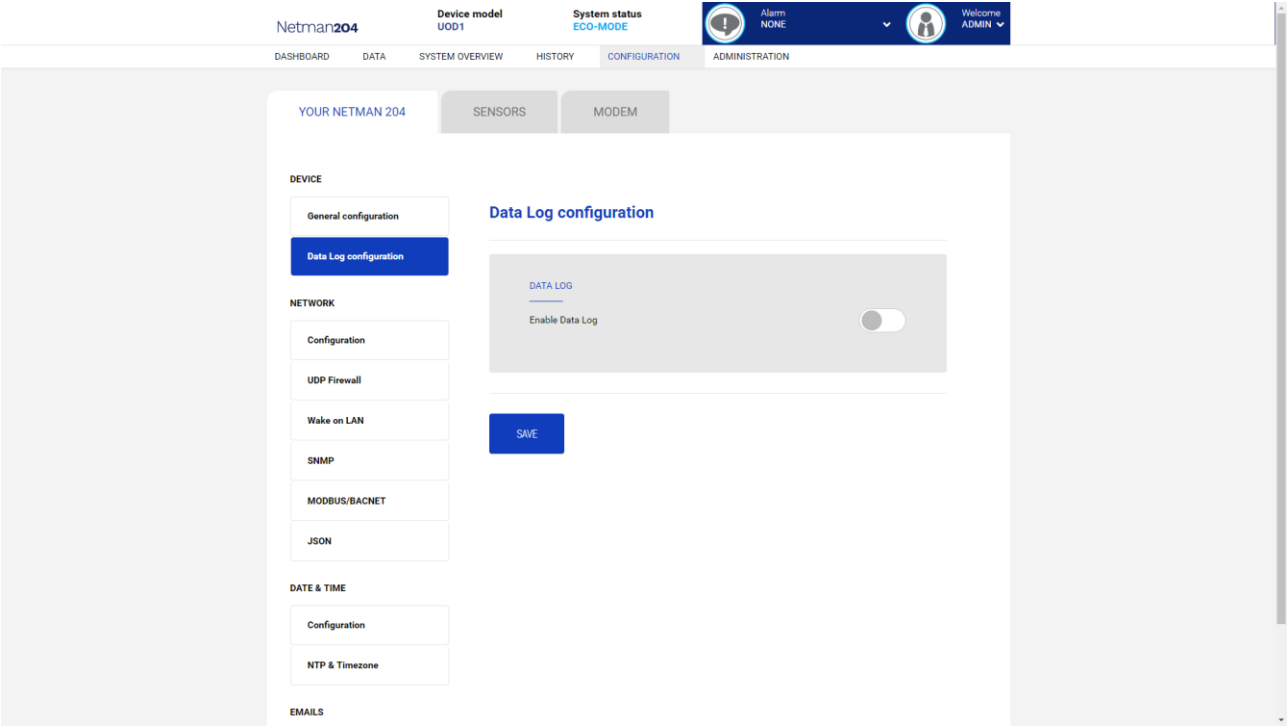 Netman204
Device model
UOD1
System status
ECO-MODE
Alarm
NONE
Welcome
ADMIN
DASHBOARD DATA SYSTEM OVERVIEW HISTORY CONFIGURATION ADMINISTRATION
YOUR NETMAN 204 SENSORS MODEM
DEVICE
General configuration
Data Log configuration
NETWORK
Configuration
UDP Firewall
Wake on LAN
SNMP
MODBUS/BACNET
JSON
DATE & TIME
Configuration
NTP & Timezone
EMAILS
Data Log configuration
DATA LOG
Enable Data Log
SAVE